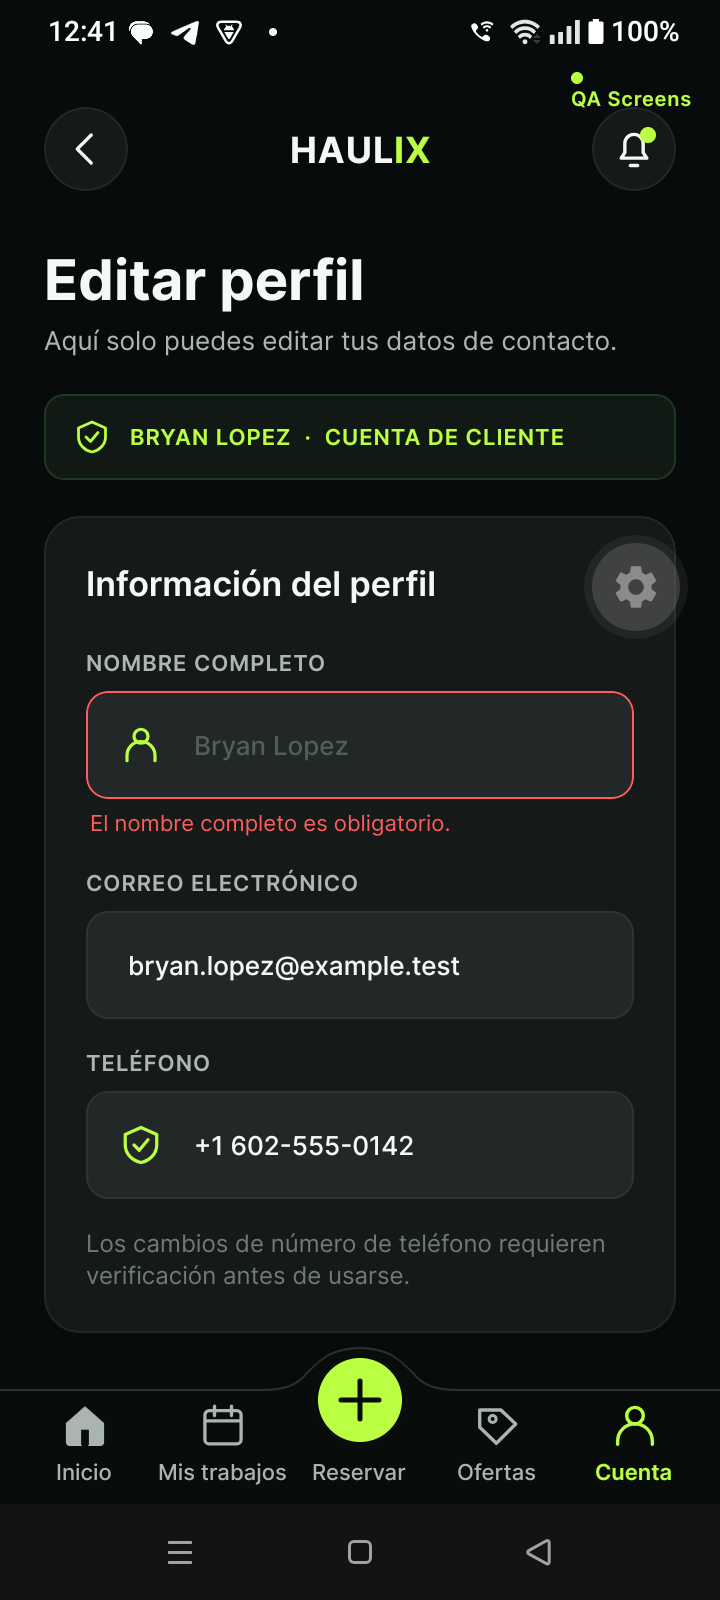 12:41
100%
QA Screens
HAULIX
Editar perfil
Aquí solo puedes editar tus datos de contacto.
BRYAN LOPEZ · CUENTA DE CLIENTE
Información del perfil
NOMBRE COMPLETO
Bryan Lopez
El nombre completo es obligatorio.
CORREO ELECTRÓNICO
bryan.lopez@example.test
TELÉFONO
+1 602-555-0142
Los cambios de número de teléfono requieren
verificación antes de usarse.
Inicio
Mis trabajos
Reservar
Ofertas
Cuenta